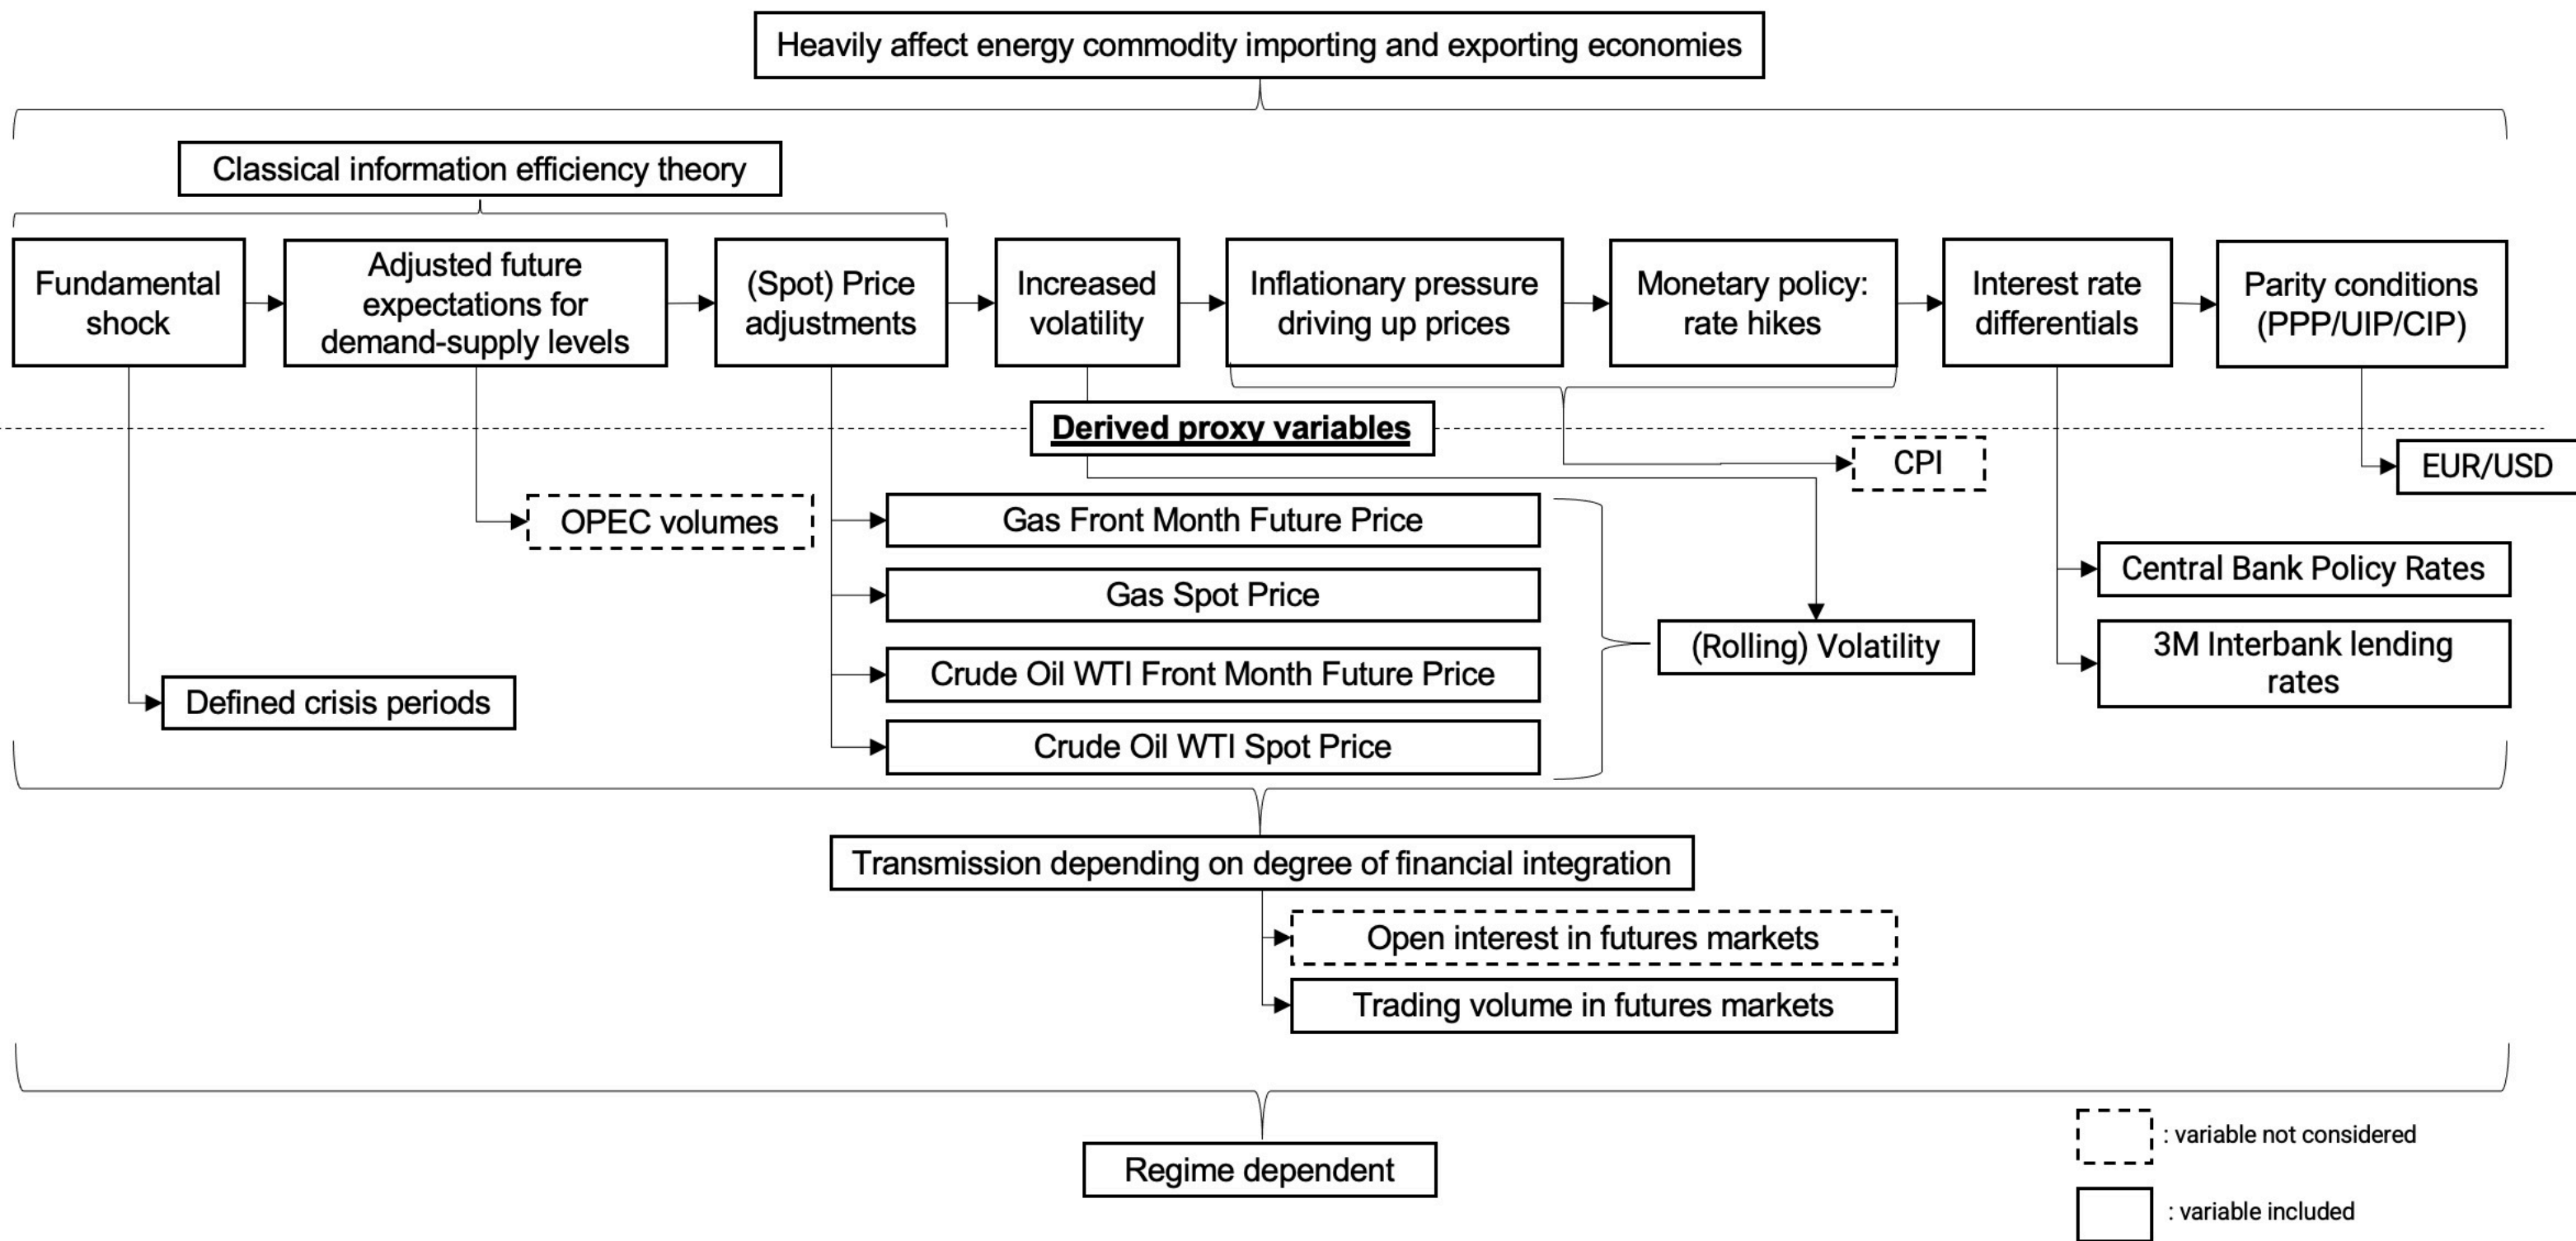 Heavily affect energy commodity importing and exporting economies
Classical information efficiency theory
Fundamental
shock
Adjusted future
expectations for
demand-supply levels
(Spot) Price
adjustments
Increased
volatility
Inflationary pressure
driving up prices
Monetary policy:
rate hikes
Interest rate
differentials
Parity conditions
(PPP/UIP/CIP)
Derived proxy variables
CPI
EUR/USD
OPEC volumes
Gas Front Month Future Price
Central Bank Policy Rates
Gas Spot Price
(Rolling) Volatility
3M Interbank lending
rates
Crude Oil WTI Front Month Future Price
Defined crisis periods
Crude Oil WTI Spot Price
Transmission depending on degree of financial integration
Open interest in futures markets
Trading volume in futures markets
Regime dependent
: variable not considered
: variable included